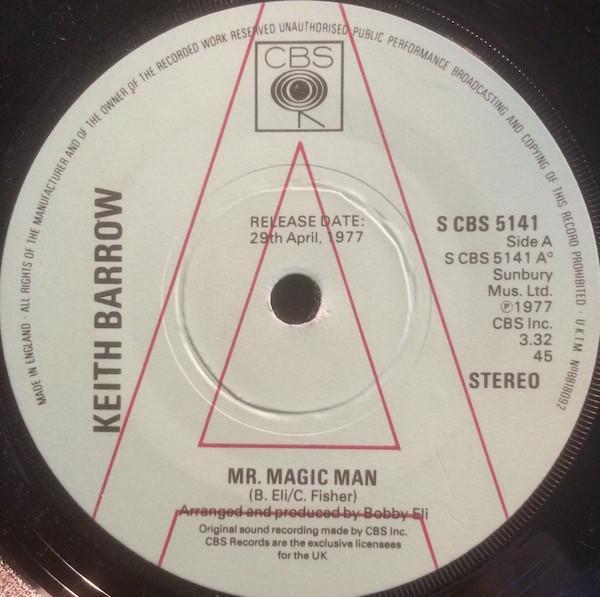 MADE IN ENGLAND · ALL RIGHTS OF THE MANUFACTURER AND OF THE OWNER OF THE RECORDED WORK RESERVED UNAUTHORISED PUBLIC PERFORMANCE BROADCASTING AND COPYING OF THIS RECORD PROHIBITED · U.K.T.M. Nº B818092
CBS
KEITH BARROW
RELEASE DATE:
29th April, 1977
S CBS 5141
Side A
S CBS 5141 A°
Sunbury
Mus. Ltd.
℗1977
CBS Inc.
3.32
45
STEREO
A
MR. MAGIC MAN
(B. Eli/C. Fisher)
Arranged and produced by Bobby Eli
Original sound recording made by CBS Inc.
CBS Records are the exclusive licensees
for the UK